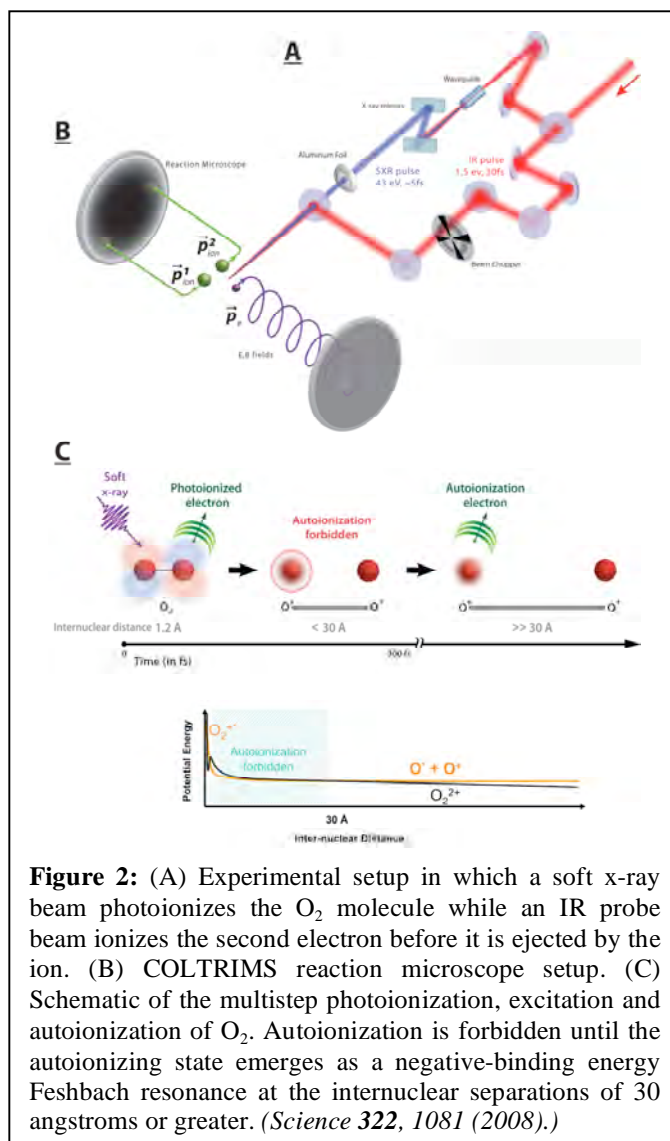 A
Waveguide
X-ray mirrors
B
Aluminum Foil
Reaction Microscope
SXR pulse
43 eV, ~5fs
IR pulse
1.5 ev, 30fs
Beam Chopper
p⃗²ion
p⃗¹ion
p⃗e
E,B fields
C
Soft
x-ray
Photoionized
electron
Autoionization
forbidden
Autoionization
electron
O₂
O* O⁺
O⁺ O⁺
Internuclear distance 1.2 Å < 30 Å >> 30 Å
0
300 fs
Time (in fs)
Potential Energy
O₂⁺*
Autoionization
forbidden
O* + O⁺
O₂²⁺
30 Å
Inter-nuclear Distance
Figure 2: (A) Experimental setup in which a soft x-ray
beam photoionizes the O₂ molecule while an IR probe
beam ionizes the second electron before it is ejected by the
ion. (B) COLTRIMS reaction microscope setup. (C)
Schematic of the multistep photoionization, excitation and
autoionization of O₂. Autoionization is forbidden until the
autoionizing state emerges as a negative-binding energy
Feshbach resonance at the internuclear separations of 30
angstroms or greater. (Science 322, 1081 (2008).)